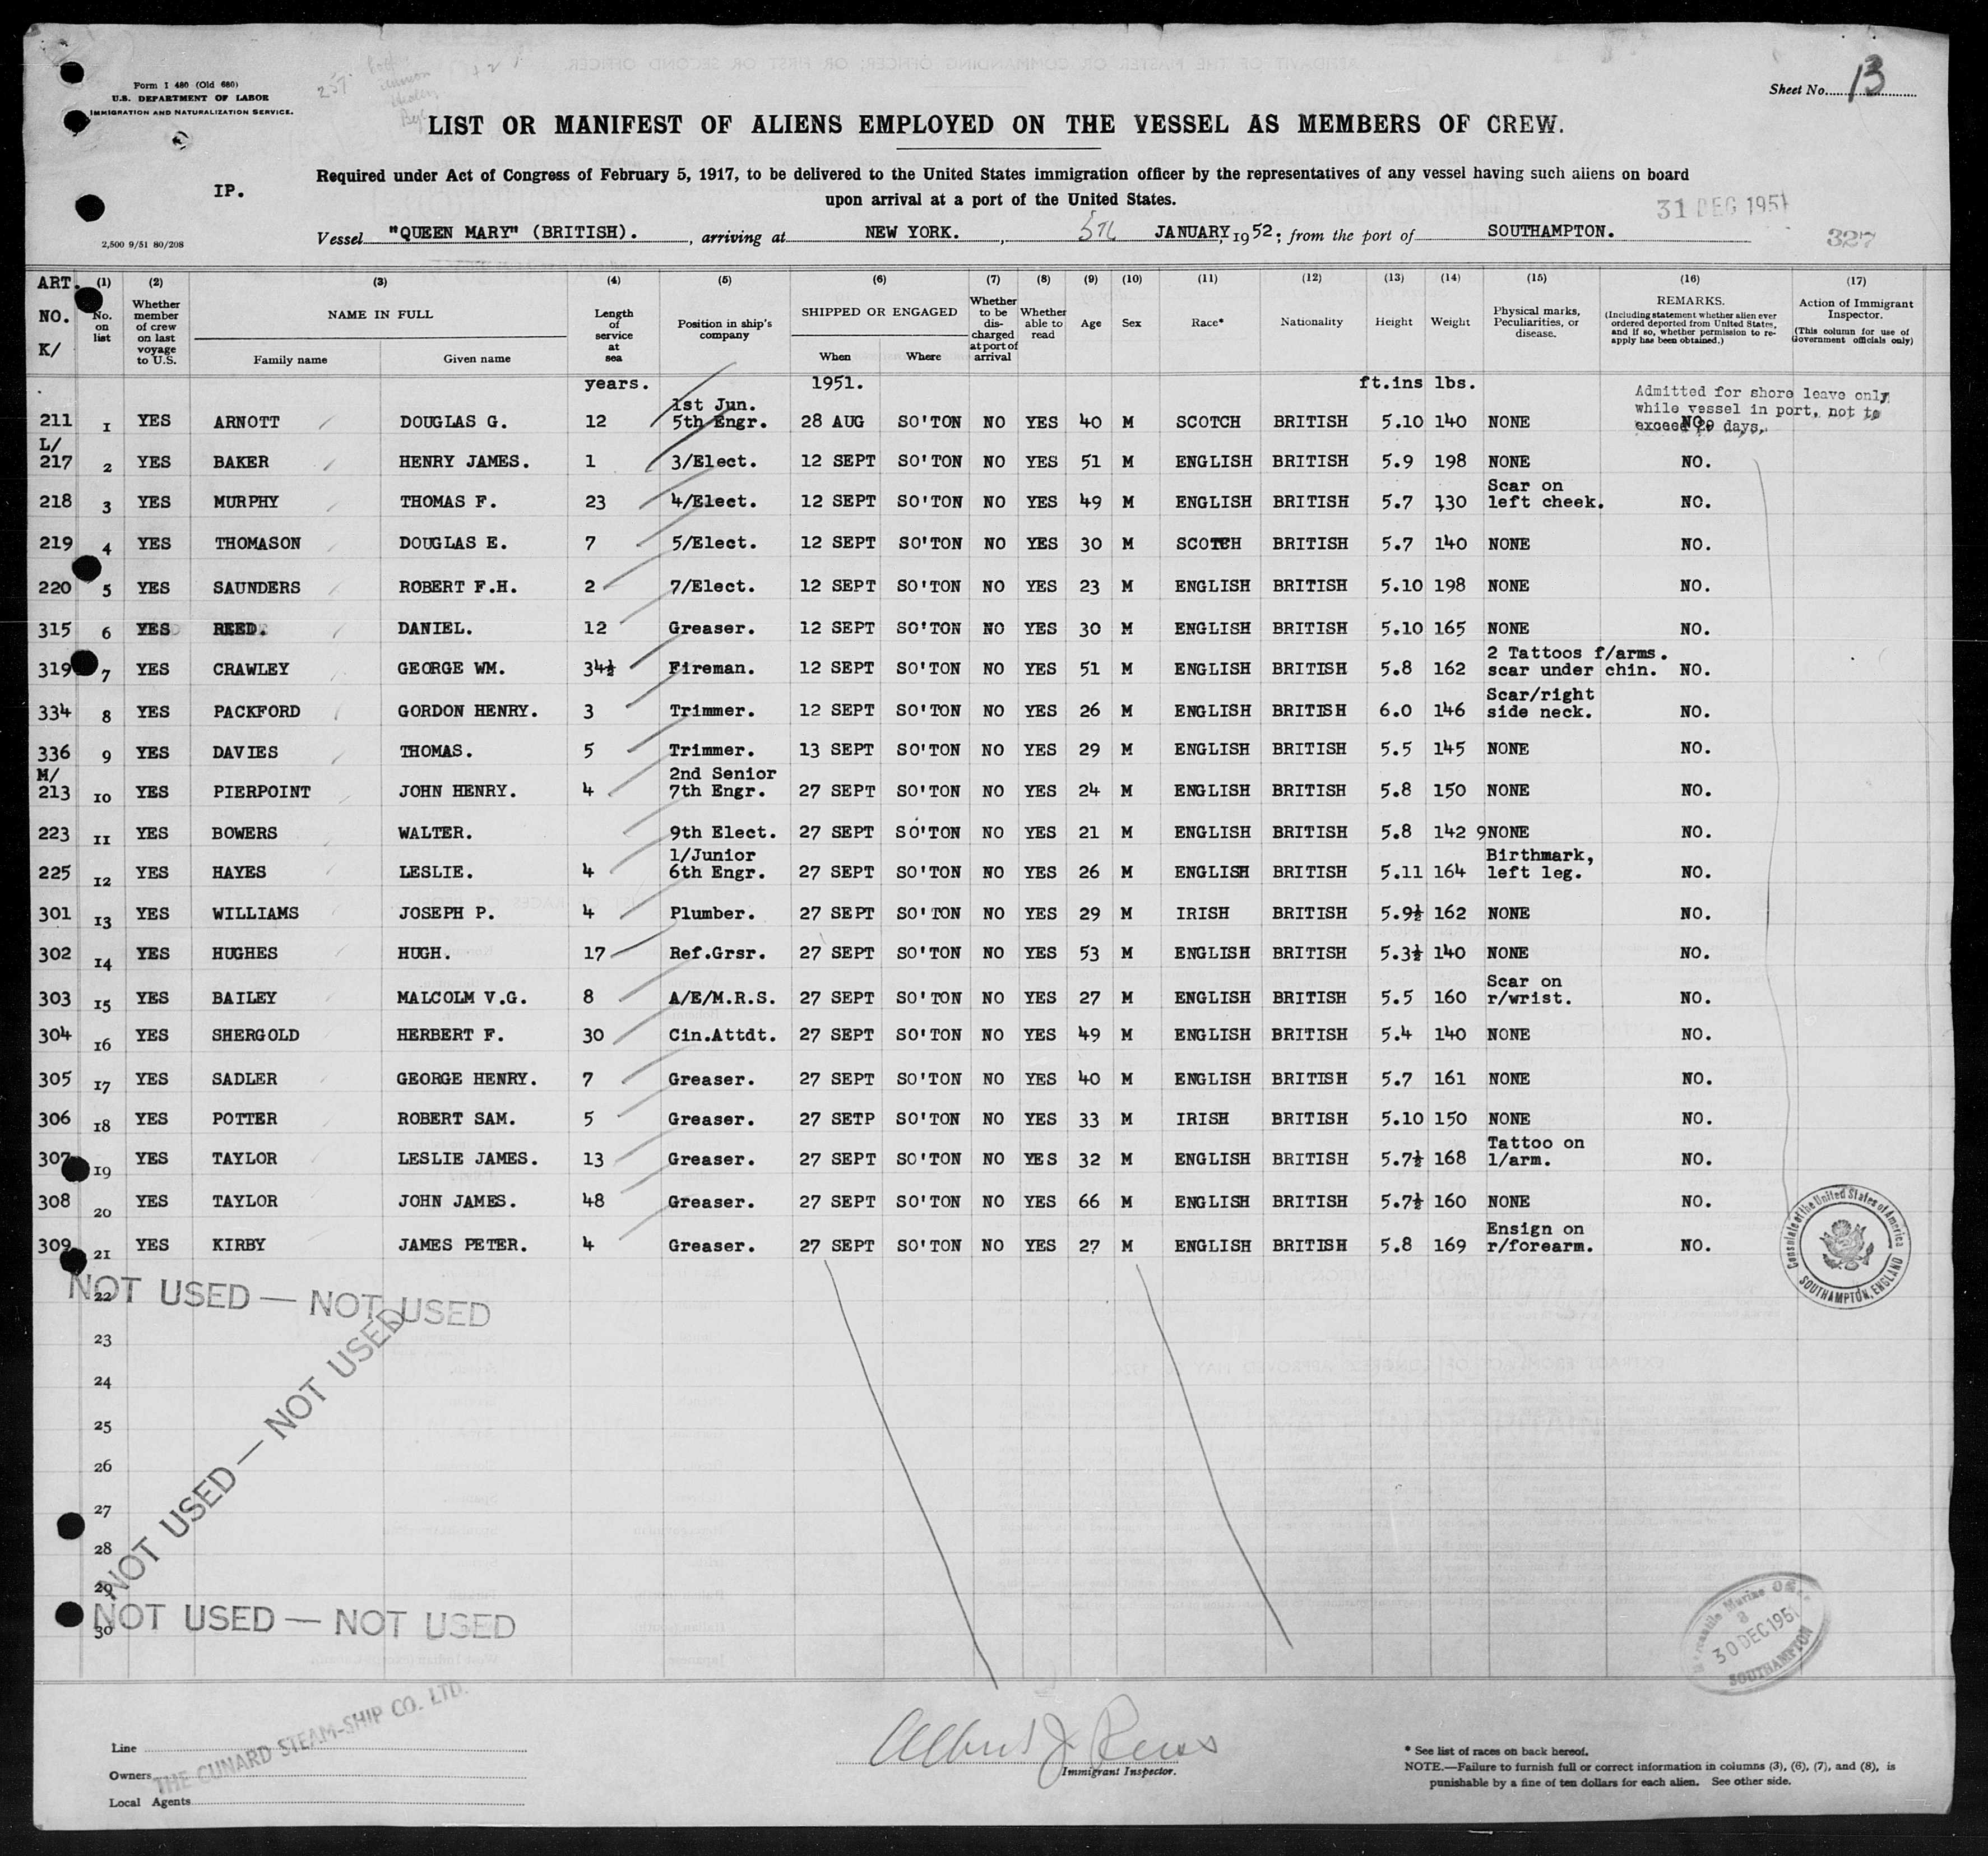 Form I 480 (Old 680)
U.S. DEPARTMENT OF LABOR
IMMIGRATION AND NATURALIZATION SERVICE.
Sheet No. 13
LIST OR MANIFEST OF ALIENS EMPLOYED ON THE VESSEL AS MEMBERS OF CREW.
IP.
Required under Act of Congress of February 5, 1917, to be delivered to the United States immigration officer by the representatives of any vessel having such aliens on board
upon arrival at a port of the United States.
31 DEC 1951
2,500 9/51 80/208
Vessel "QUEEN MARY" (BRITISH)., arriving at NEW YORK., 5th JANUARY, 1952; from the port of SOUTHAMPTON.
327
ART. NO. K/ (1) No. on list (2) Whether member of crew on last voyage to U.S. (3) NAME IN FULL Family name Given name (4) Length of service at sea (5) Position in ship's company (6) SHIPPED OR ENGAGED When Where (7) Whether to be discharged at port of arrival (8) Whether able to read (9) Age (10) Sex (11) Race* (12) Nationality (13) Height (14) Weight (15) Physical marks, Peculiarities, or disease. (16) REMARKS. (Including statement whether alien ever ordered deported from United States, and if so, whether permission to re-apply has been obtained.) (17) Action of Immigrant Inspector. (This column for use of Government officials only)
years. 1951. ft.ins lbs.
Admitted for shore leave only
while vessel in port, not to
exceed 29 days.
211 1 YES ARNOTT DOUGLAS G. 12 1st Jun. 5th Engr. 28 AUG SO'TON NO YES 40 M SCOTCH BRITISH 5.10 140 NONE NO.
L/
217 2 YES BAKER HENRY JAMES. 1 3/Elect. 12 SEPT SO'TON NO YES 51 M ENGLISH BRITISH 5.9 198 NONE NO.
218 3 YES MURPHY THOMAS F. 23 4/Elect. 12 SEPT SO'TON NO YES 49 M ENGLISH BRITISH 5.7 130 Scar on left cheek. NO.
219 4 YES THOMASON DOUGLAS E. 7 5/Elect. 12 SEPT SO'TON NO YES 30 M SCOTCH BRITISH 5.7 140 NONE NO.
220 5 YES SAUNDERS ROBERT F.H. 2 7/Elect. 12 SEPT SO'TON NO YES 23 M ENGLISH BRITISH 5.10 198 NONE NO.
315 6 YES REED. DANIEL. 12 Greaser. 12 SEPT SO'TON NO YES 30 M ENGLISH BRITISH 5.10 165 NONE NO.
319 7 YES CRAWLEY GEORGE WM. 34½ Fireman. 12 SEPT SO'TON NO YES 51 M ENGLISH BRITISH 5.8 162 2 Tattoos f/arms. scar under chin. NO.
334 8 YES PACKFORD GORDON HENRY. 3 Trimmer. 12 SEPT SO'TON NO YES 26 M ENGLISH BRITISH 6.0 146 Scar/right side neck. NO.
336 9 YES DAVIES THOMAS. 5 Trimmer. 13 SEPT SO'TON NO YES 29 M ENGLISH BRITISH 5.5 145 NONE NO.
M/
213 10 YES PIERPOINT JOHN HENRY. 4 2nd Senior 7th Engr. 27 SEPT SO'TON NO YES 24 M ENGLISH BRITISH 5.8 150 NONE NO.
223 11 YES BOWERS WALTER. 9th Elect. 27 SEPT SO'TON NO YES 21 M ENGLISH BRITISH 5.8 142 9NONE NO.
225 12 YES HAYES LESLIE. 4 1/Junior 6th Engr. 27 SEPT SO'TON NO YES 26 M ENGLISH BRITISH 5.11 164 Birthmark, left leg. NO.
301 13 YES WILLIAMS JOSEPH P. 4 Plumber. 27 SEPT SO'TON NO YES 29 M IRISH BRITISH 5.9½ 162 NONE NO.
302 14 YES HUGHES HUGH. 17 Ref.Grsr. 27 SEPT SO'TON NO YES 53 M ENGLISH BRITISH 5.3½ 140 NONE NO.
303 15 YES BAILEY MALCOLM V.G. 8 A/E/M.R.S. 27 SEPT SO'TON NO YES 27 M ENGLISH BRITISH 5.5 160 Scar on r/wrist. NO.
304 16 YES SHERGOLD HERBERT F. 30 Cin.Attdt. 27 SEPT SO'TON NO YES 49 M ENGLISH BRITISH 5.4 140 NONE NO.
305 17 YES SADLER GEORGE HENRY. 7 Greaser. 27 SEPT SO'TON NO YES 40 M ENGLISH BRITISH 5.7 161 NONE NO.
306 18 YES POTTER ROBERT SAM. 5 Greaser. 27 SETP SO'TON NO YES 33 M IRISH BRITISH 5.10 150 NONE NO.
307 19 YES TAYLOR LESLIE JAMES. 13 Greaser. 27 SEPT SO'TON NO YES 32 M ENGLISH BRITISH 5.7½ 168 Tattoo on l/arm. NO.
308 20 YES TAYLOR JOHN JAMES. 48 Greaser. 27 SEPT SO'TON NO YES 66 M ENGLISH BRITISH 5.7½ 160 NONE NO.
309 21 YES KIRBY JAMES PETER. 4 Greaser. 27 SEPT SO'TON NO YES 27 M ENGLISH BRITISH 5.8 169 Ensign on r/forearm. NO.
Consulate of the United States of America
SOUTHAMPTON, ENGLAND
NOT USED — NOT USED
22
23
24
25
26
27
28
29
30
NOT USED — NOT USED
NOT USED — NOT USED
Mercantile Marine
8
30 DEC 1951
SOUTHAMPTON
Line
Owners THE CUNARD STEAM-SHIP CO. LTD.
Local Agents
Albert J Reiss
Immigrant Inspector.
* See list of races on back hereof.
NOTE.—Failure to furnish full or correct information in columns (3), (6), (7), and (8), is
punishable by a fine of ten dollars for each alien. See other side.